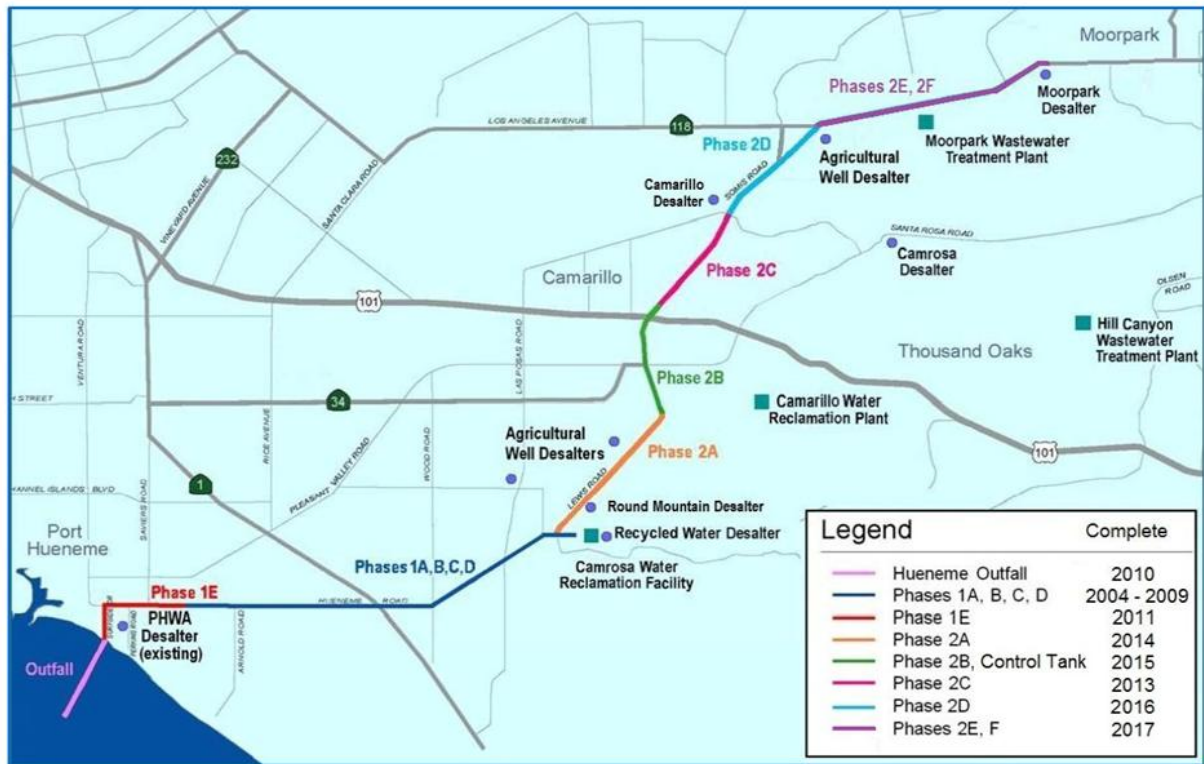 Moorpark
Phases 2E, 2F
Moorpark
Desalter
LOS ANGELES AVENUE
118
Phase 2D
Moorpark Wastewater
Treatment Plant
Agricultural
Well Desalter
232
VINEYARD AVENUE
SANTA CLARA ROAD
Camarillo
Desalter
SOMIS ROAD
SANTA ROSA ROAD
Camrosa
Desalter
Phase 2C
Camarillo
101
OLSEN
ROAD
Hill Canyon
Wastewater
Treatment Plant
Thousand Oaks
VENTURA ROAD
LAS POSAS ROAD
Phase 2B
34
STREET
Camarillo Water
Reclamation Plant
RICE AVENUE
PLEASANT VALLEY ROAD
WOOD ROAD
Agricultural
Well Desalters
Phase 2A
101
LEWIS ROAD
1
SAVIERS ROAD
Round Mountain Desalter
Recycled Water Desalter
Camrosa Water
Reclamation Facility
Port
Hueneme
Phases 1A, B, C, D
Phase 1E
HUENEME ROAD
PHWA
Desalter
(existing)
PERKINS ROAD
ARNOLD ROAD
Outfall
Legend Complete
Hueneme Outfall 2010
Phases 1A, B, C, D 2004 - 2009
Phase 1E 2011
Phase 2A 2014
Phase 2B, Control Tank 2015
Phase 2C 2013
Phase 2D 2016
Phases 2E, F 2017